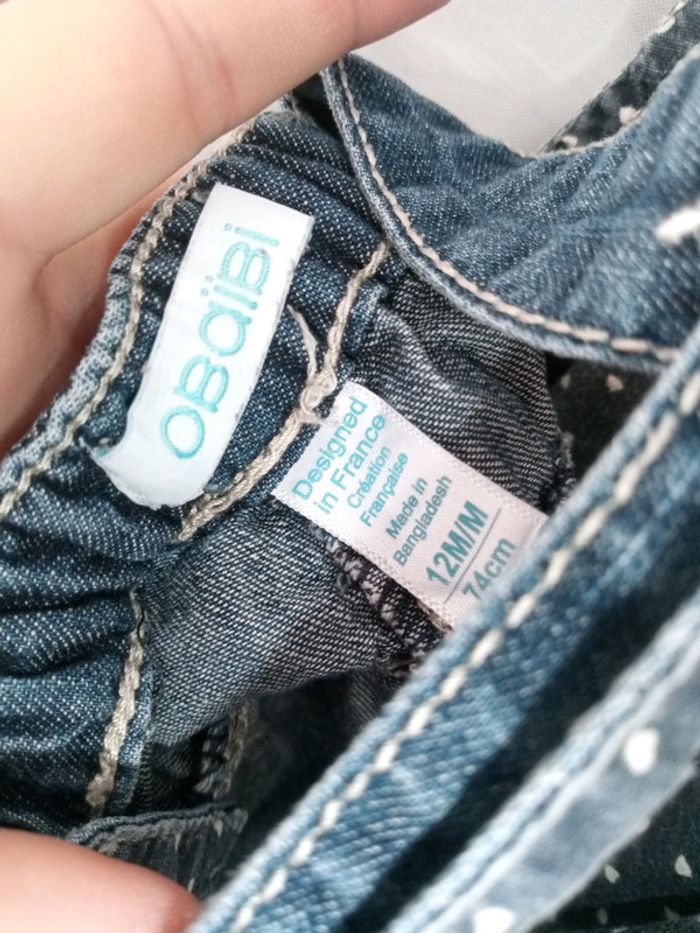 OBaïBi
Designed
in France
Création
Française
Made in
Bangladesh
12M/M
74cm